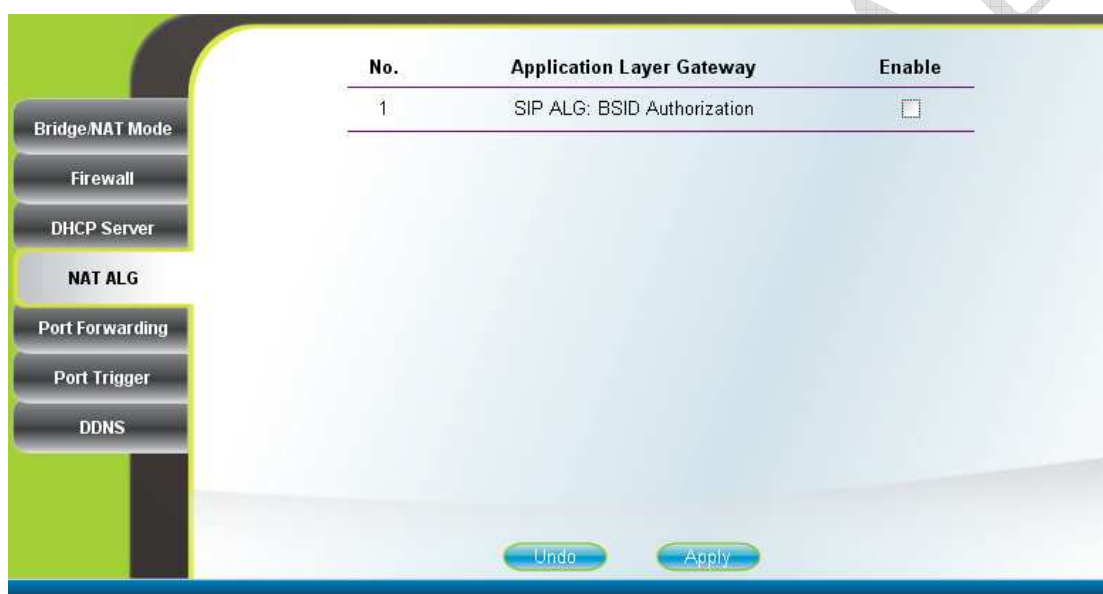 No. Application Layer Gateway Enable
1 SIP ALG: BSID Authorization
Bridge/NAT Mode
Firewall
DHCP Server
NAT ALG
Port Forwarding
Port Trigger
DDNS
Undo Apply